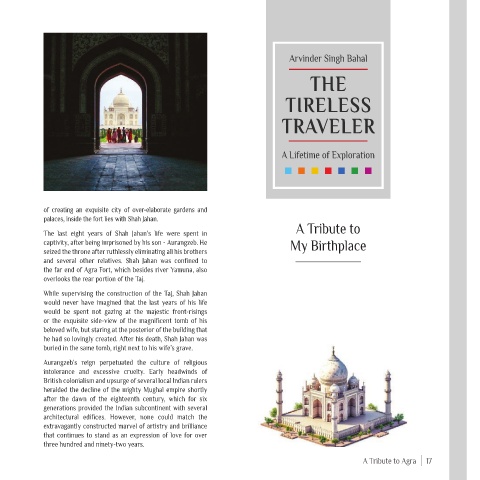 of creating an exquisite city of over-elaborate gardens and
palaces, inside the fort lies with Shah Jahan.
The last eight years of Shah Jahan's life were spent in
captivity, after being imprisoned by his son - Aurangzeb. He
seized the throne after ruthlessly eliminating all his brothers
and several other relatives. Shah Jahan was confined to
the far end of Agra Fort, which besides river Yamuna, also
overlooks the rear portion of the Taj.
While supervising the construction of the Taj, Shah Jahan
would never have imagined that the last years of his life
would be spent not gazing at the majestic front-risings
or the exquisite side-view of the magnificent tomb of his
beloved wife, but staring at the posterior of the building that
he had so lovingly created. After his death, Shah Jahan was
buried in the same tomb, right next to his wife's grave.
Aurangzeb's reign perpetuated the culture of religious
intolerance and excessive cruelty. Early headwinds of
British colonialism and upsurge of several local Indian rulers
heralded the decline of the mighty Mughal empire shortly
after the dawn of the eighteenth century, which for six
generations provided the Indian subcontinent with several
architectural edifices. However, none could match the
extravagantly constructed marvel of artistry and brilliance
that continues to stand as an expression of love for over
three hundred and ninety-two years.
Arvinder Singh Bahal
THE
TIRELESS
TRAVELER
A Lifetime of Exploration
A Tribute to
My Birthplace
A Tribute to Agra | 17